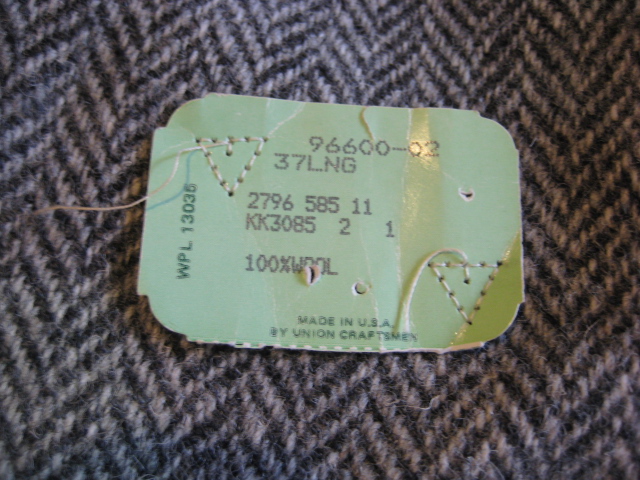 96600-02
37LNG
2796 585 11
KK3085 2 1
100%WOOL
MADE IN U.S.A.
BY UNION CRAFTSMEN
WPL 13036